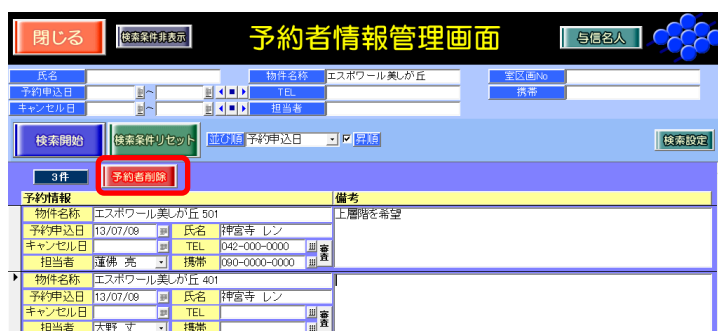 閉じる 検索条件非表示 予約者情報管理画面 与信名人
氏名 物件名称 エスポワール美しが丘 室区画No
予約申込日 ~ TEL 携帯
キャンセル日 ~ 担当者
検索開始 検索条件リセット 並び順 予約申込日 昇順 検索設定
3件 予約者削除
予約情報 備考
物件名称 エスポワール美しが丘 501 上層階を希望
予約申込日 13/07/09 氏名 神宮寺 レン
キャンセル日 TEL 042-000-0000 審査
担当者 蓮佛 亮 携帯 090-0000-0000
物件名称 エスポワール美しが丘 401
予約申込日 13/07/09 氏名 神宮寺 レン
キャンセル日 TEL 審査
担当者 大野 丈 携帯